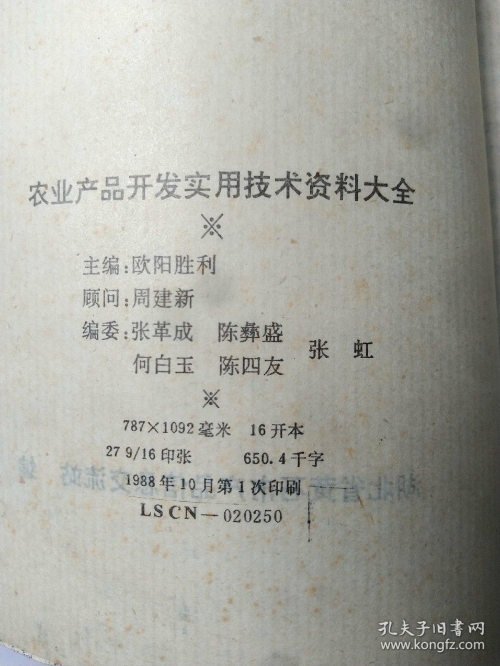 农业产品开发实用技术资料大全
※
主编:欧阳胜利
顾问:周建新
编委:张革成 陈彝盛
何白玉 陈四友 张 虹
※
787×1092毫米 16开本
27 9/16印张 650.4千字
1988年10月第1次印刷
LSCN—020250
孔夫子旧书网
kongfz.com